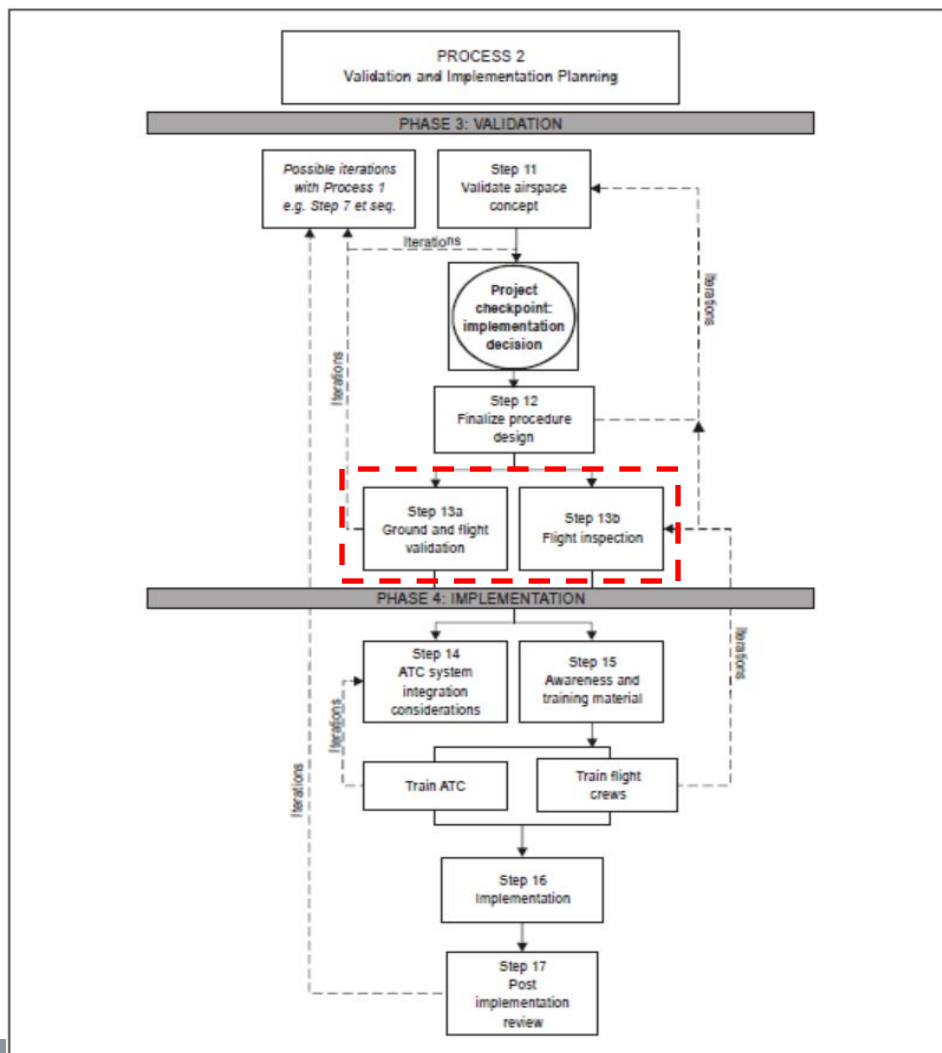 PROCESS 2
Validation and Implementation Planning
PHASE 3: VALIDATION
Possible iterations
with Process 1
e.g. Step 7 et seq.
Step 11
Validate airspace
concept
Iterations
Iterations
Project
checkpoint:
implementation
decision
Iterations
Step 12
Finalize procedure
design
Step 13a
Ground and flight
validation
Step 13b
Flight inspection
PHASE 4: IMPLEMENTATION
Step 14
ATC system
integration
considerations
Step 15
Awareness and
training material
Iterations
Iterations
Iterations
Train ATC
Train flight
crews
Step 16
Implementation
Step 17
Post
implementation
review